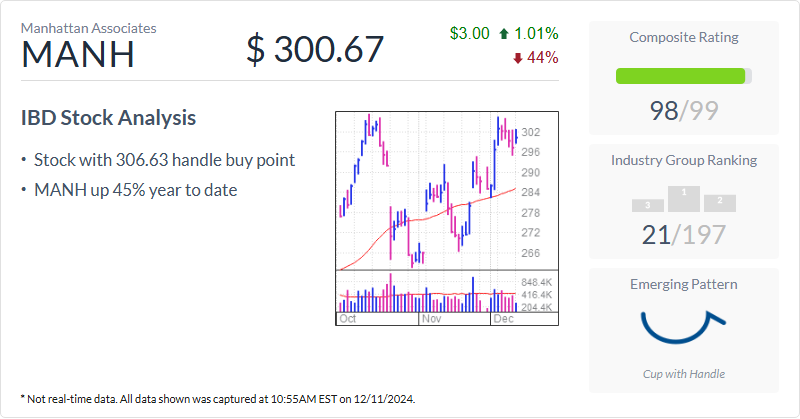 Manhattan Associates
MANH
$ 300.67
$3.00 1.01%
44%
IBD Stock Analysis
• Stock with 306.63 handle buy point
• MANH up 45% year to date
302
296
290
284
278
272
266
848.4K
416.4K
204.4K
Oct Nov Dec
Composite Rating
98/99
Industry Group Ranking
3 1 2
21/197
Emerging Pattern
Cup with Handle
* Not real-time data. All data shown was captured at 10:55AM EST on 12/11/2024.